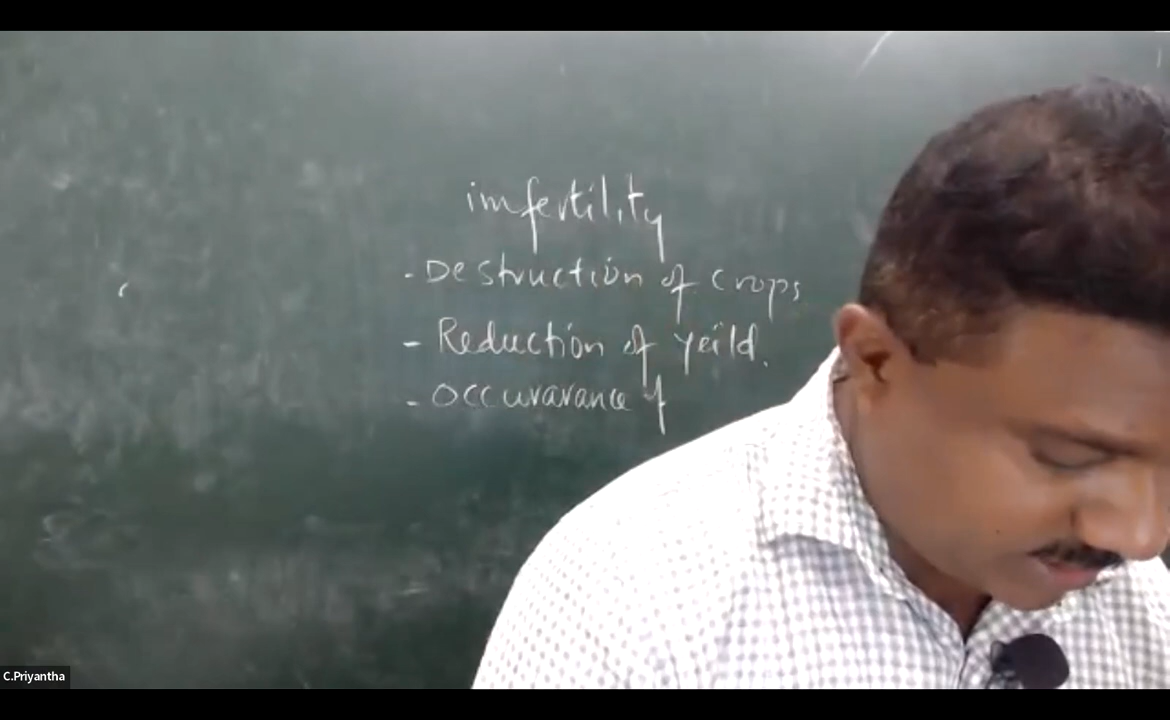 imfertility
- Destruction of crops
- Reduction of yeild.
- Occuravance of
C.Priyantha